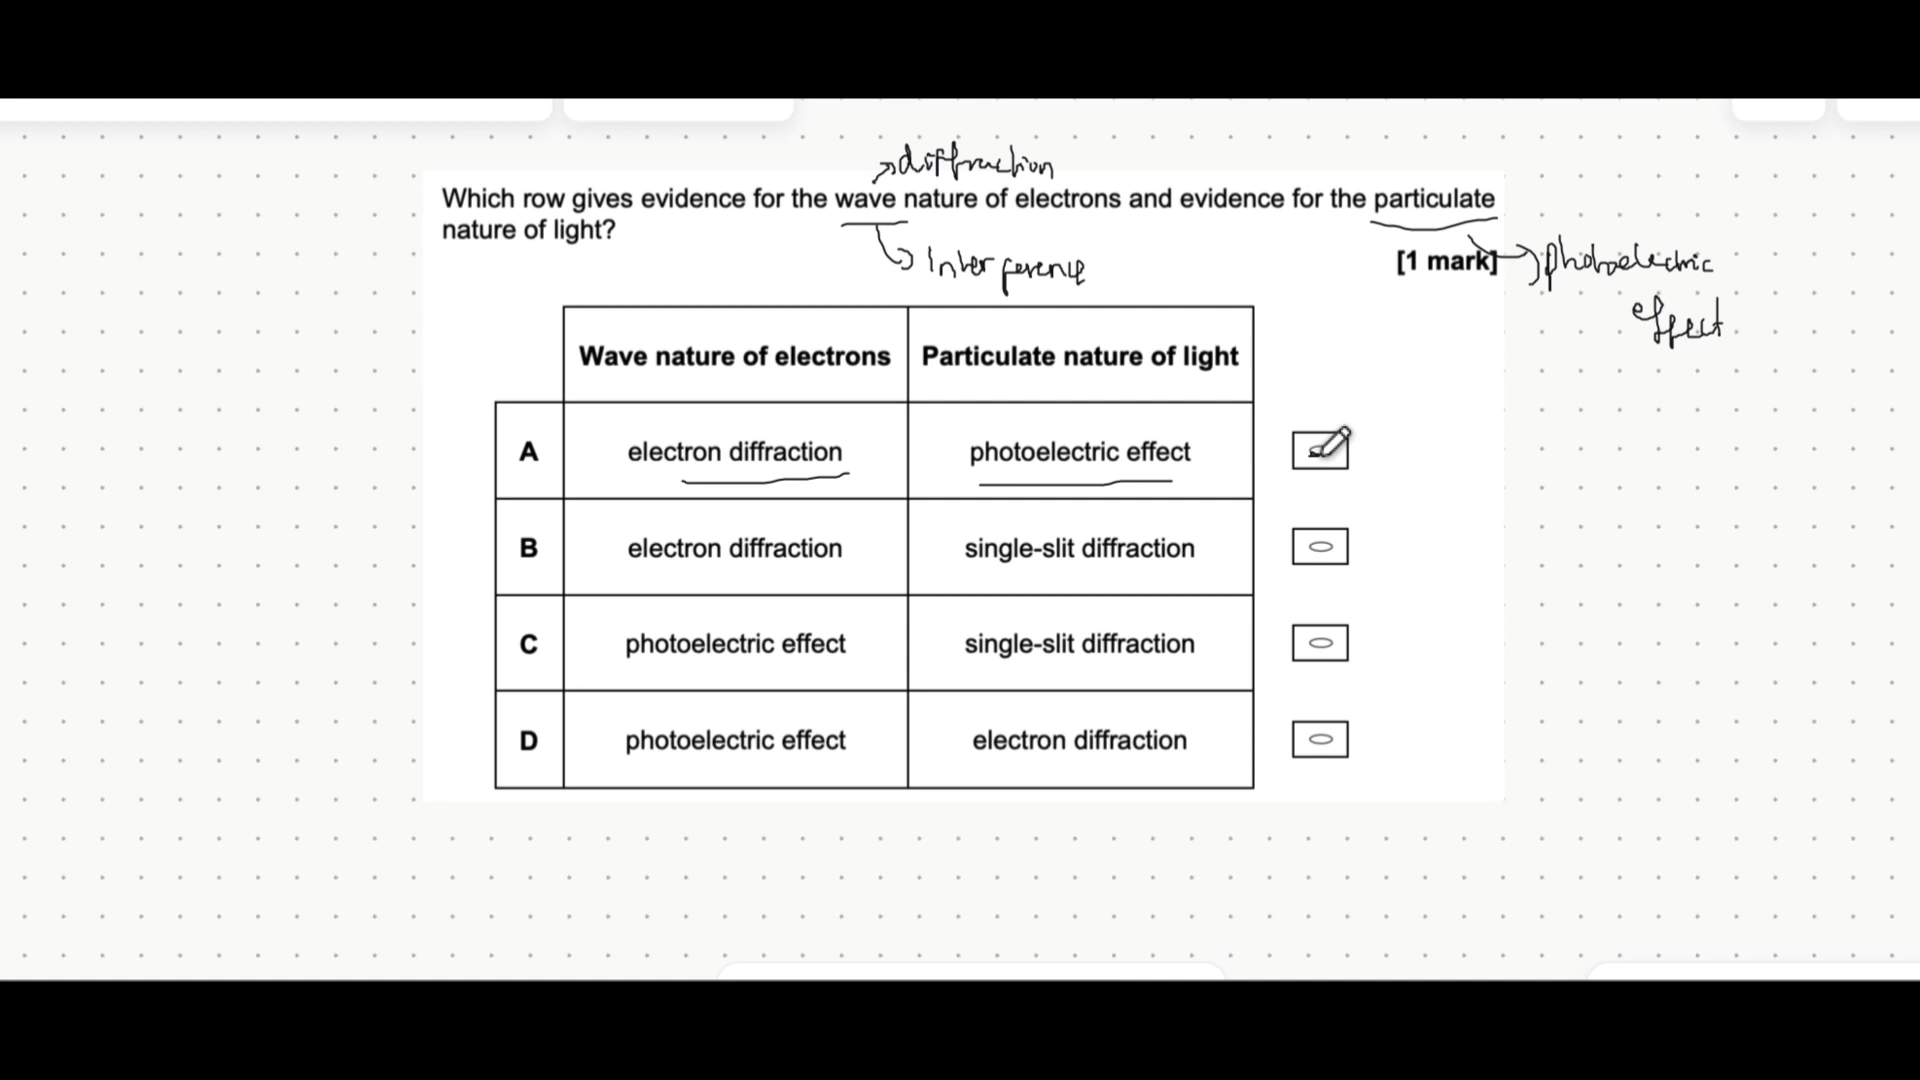 diffraction
Which row gives evidence for the wave nature of electrons and evidence for the particulate
nature of light?
Interference
[1 mark]
photoelectric
effect
Wave nature of electrons Particulate nature of light
A electron diffraction photoelectric effect
B electron diffraction single-slit diffraction
C photoelectric effect single-slit diffraction
D photoelectric effect electron diffraction